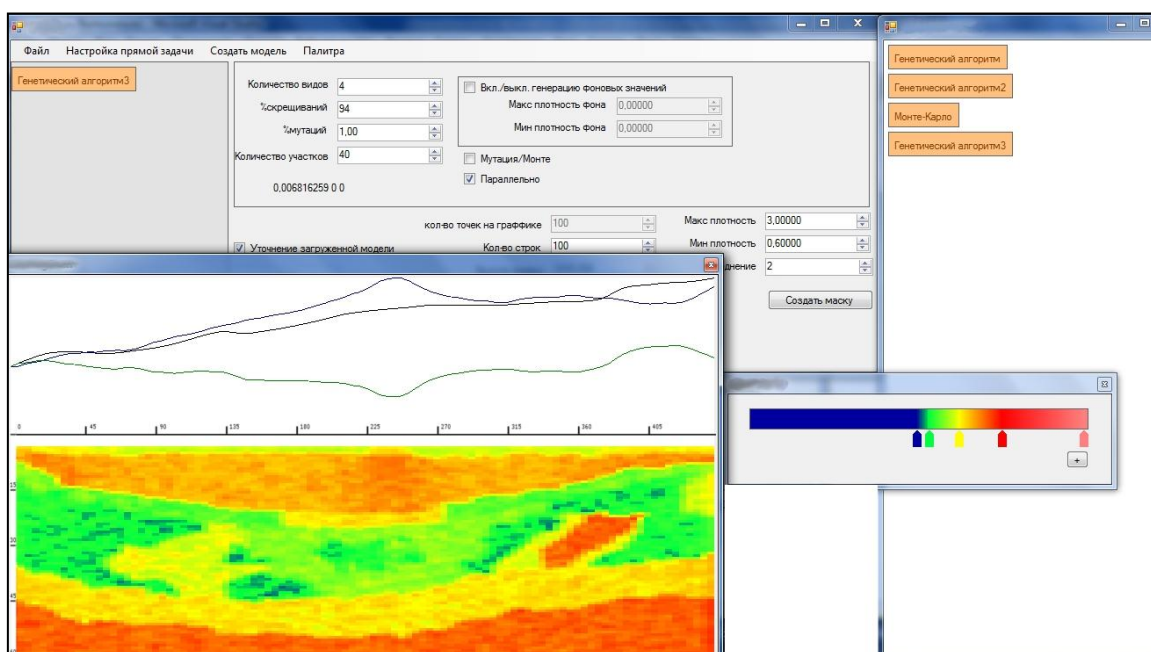 Файл Настройка прямой задачи Создать модель Палитра
Генетический алгоритм3
Количество видов 4
%скрещиваний 94
%мутаций 1,00
Количество участков 40
0,006816259 0 0
Вкл./выкл. генерацию фоновых значений
Макс плотность фона 0,00000
Мин плотность фона 0,00000
Мутация/Монте
Параллельно
кол-во точек на граффике 100
Макс плотность 3,00000
Уточнение загруженной модели
Кол-во строк 100
Мин плотность 0,60000
днение 2
Создать маску
Генетический алгоритм
Генетический алгоритм2
Монте-Карло
Генетический алгоритм3
0 45 90 135 180 225 270 315 360 405
15
30
45
+